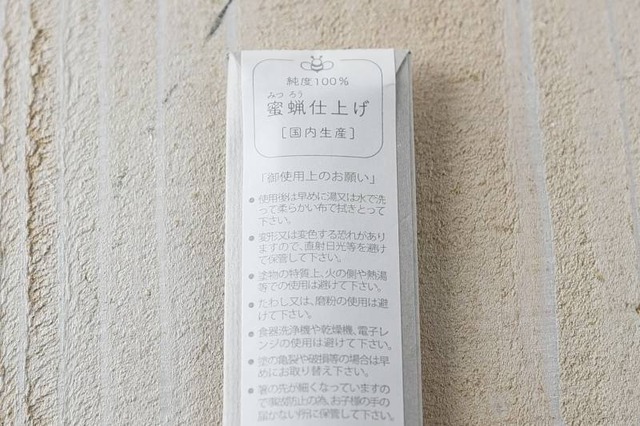 純度100%
みつ ろう
蜜蝋仕上げ
[国内生産]
「御使用上のお願い」
● 使用後は早めに湯又は水で洗
って柔らかい布で拭きとって
下さい。
● 変形又は変色する恐れがあり
ますので、直射日光等を避け
て保管して下さい。
● 塗物の特質上、火の側や熱湯
等での使用は避けて下さい。
● たわし又は、磨粉の使用は避
けて下さい。
● 食器洗浄機や乾燥機、電子レ
ンジの使用は避けて下さい。
● 塗の亀裂や破損等の場合は早
めにお取り替え下さい。
● 箸の先が細くなっていますの
で事故防止の為、お子様の手の
届かない所に保管して下さい。